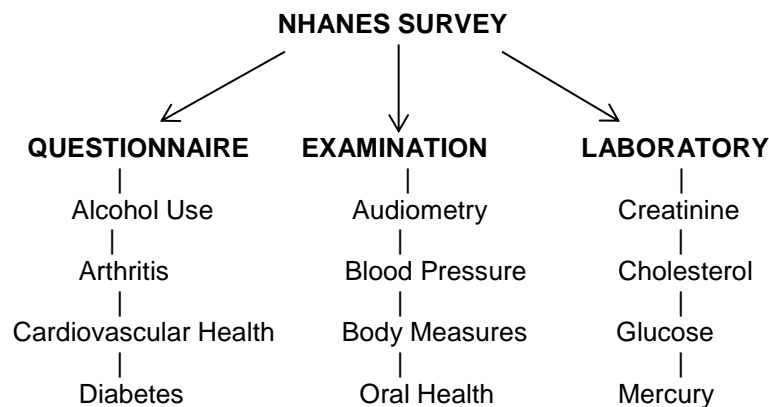 NHANES SURVEY
QUESTIONNAIRE EXAMINATION LABORATORY
Alcohol Use Audiometry Creatinine
Arthritis Blood Pressure Cholesterol
Cardiovascular Health Body Measures Glucose
Diabetes Oral Health Mercury